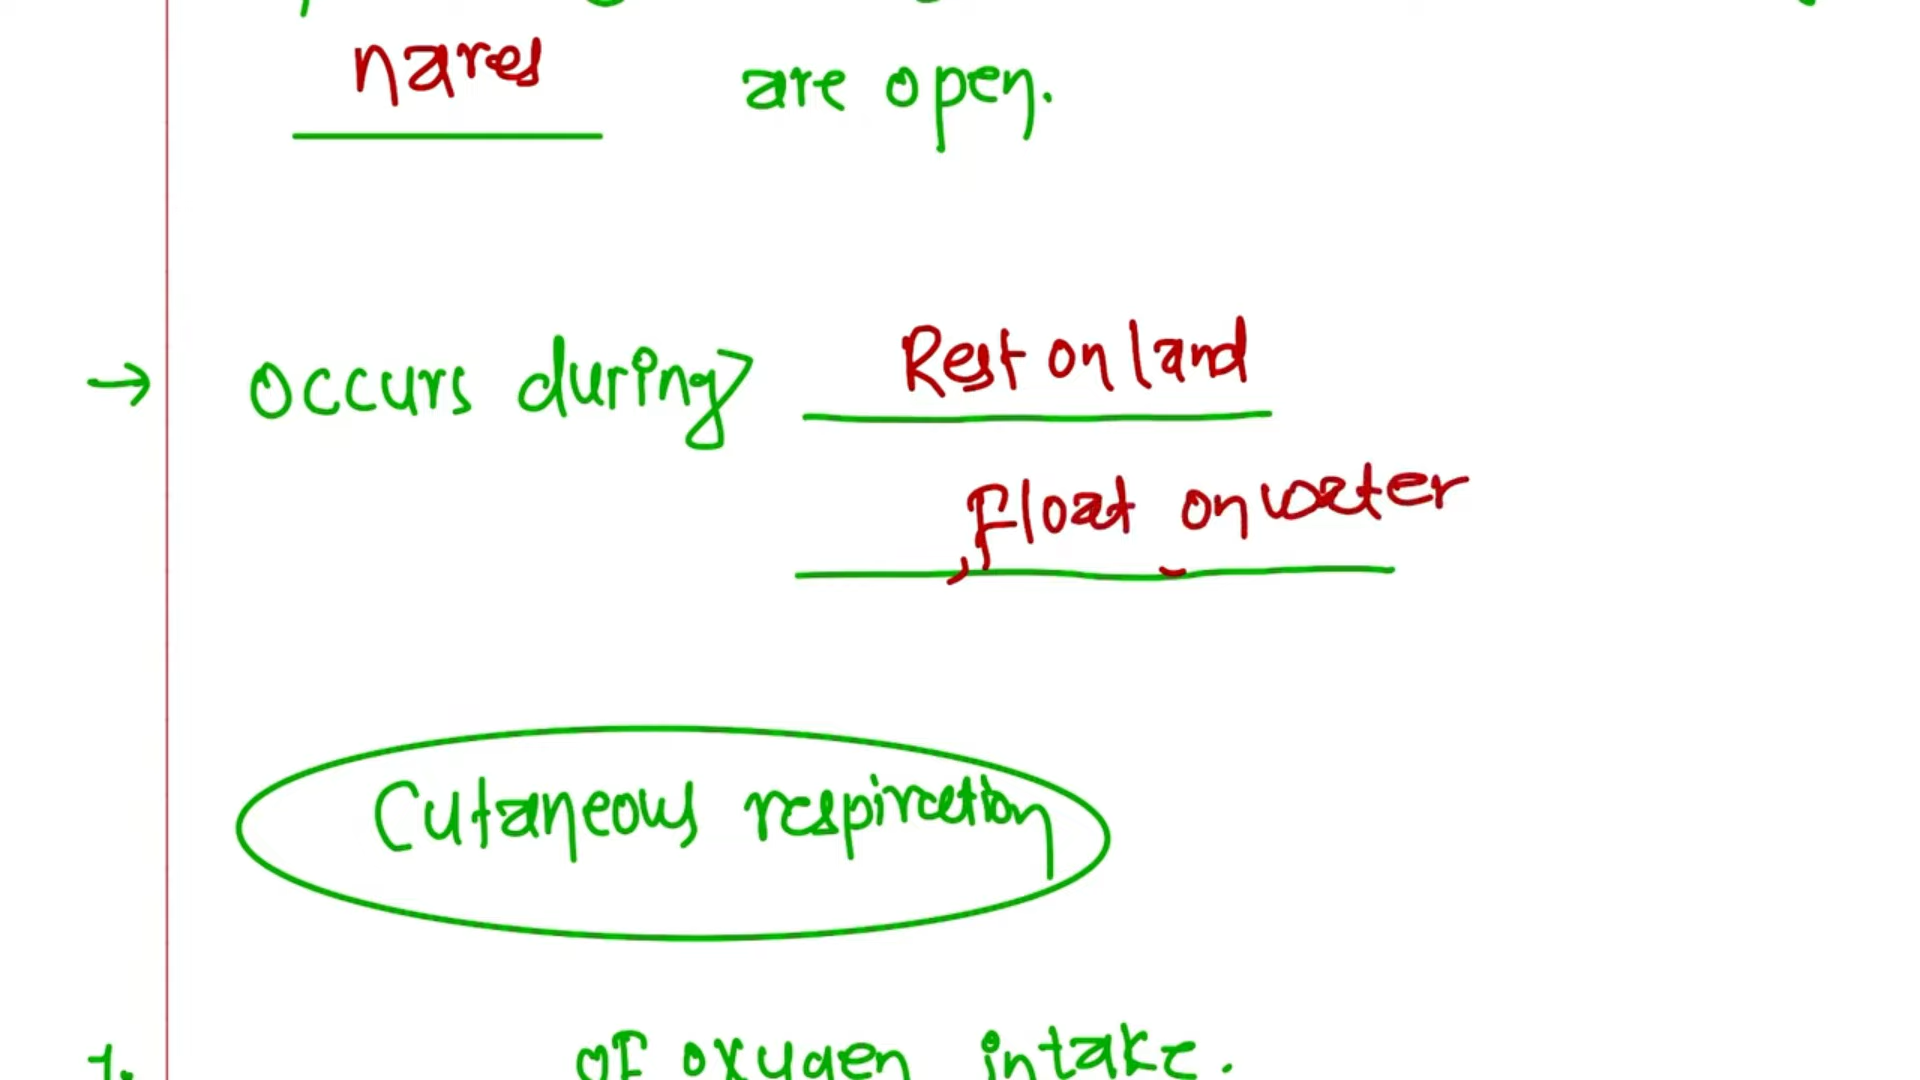 nares are open.
→ occurs during Rest on land
, Float on water
Cutaneous respiration
of oxygen intake.